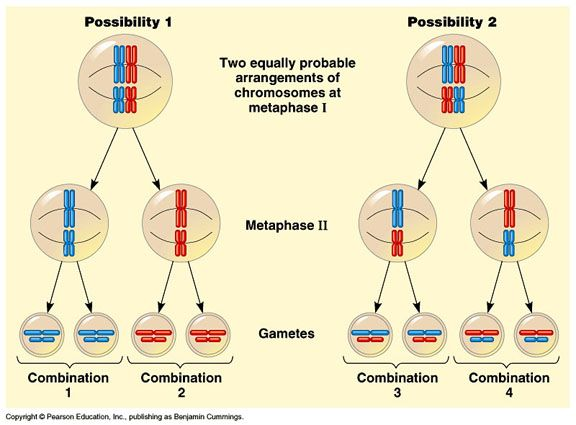 Possibility 1
Possibility 2
Two equally probable
arrangements of
chromosomes at
metaphase I
Metaphase II
Gametes
Combination
1
Combination
2
Combination
3
Combination
4
Copyright © Pearson Education, Inc., publishing as Benjamin Cummings.